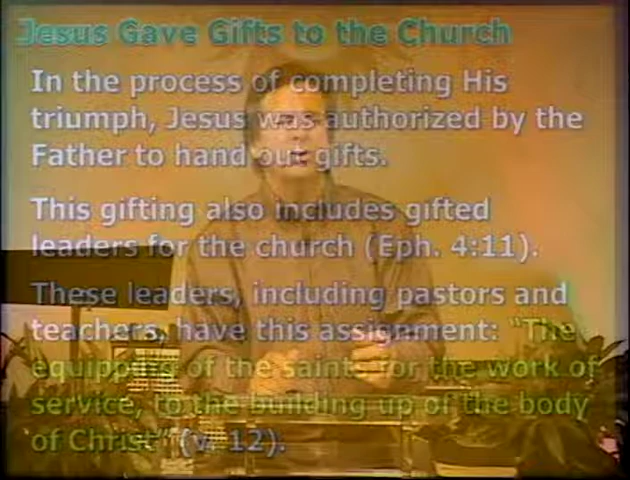 Jesus Gave Gifts to the Church
In the process of completing His
triumph, Jesus was authorized by the
Father to hand out gifts.
This gifting also includes gifted
leaders for the church (Eph. 4:11).
These leaders, including pastors and
teachers, have this assignment: "The
equipping of the saints for the work of
service, to the building up of the body
of Christ" (v. 12).